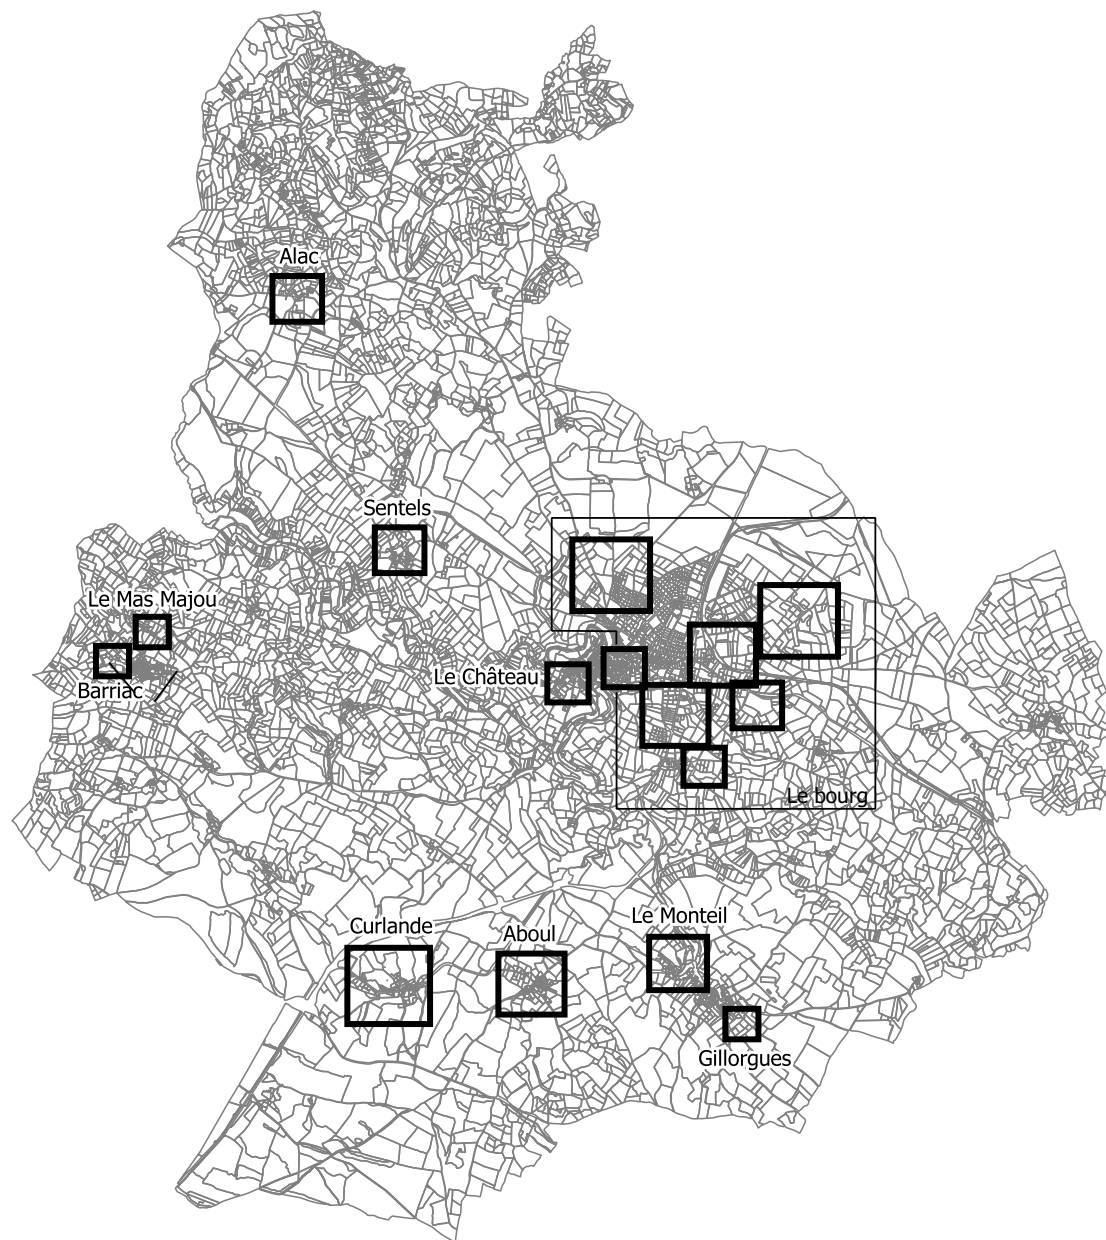 Alac
Sentels
Le Mas Majou
Le Château
Barriac
Le bourg
Le Monteil
Curlande
Aboul
Gillorgues